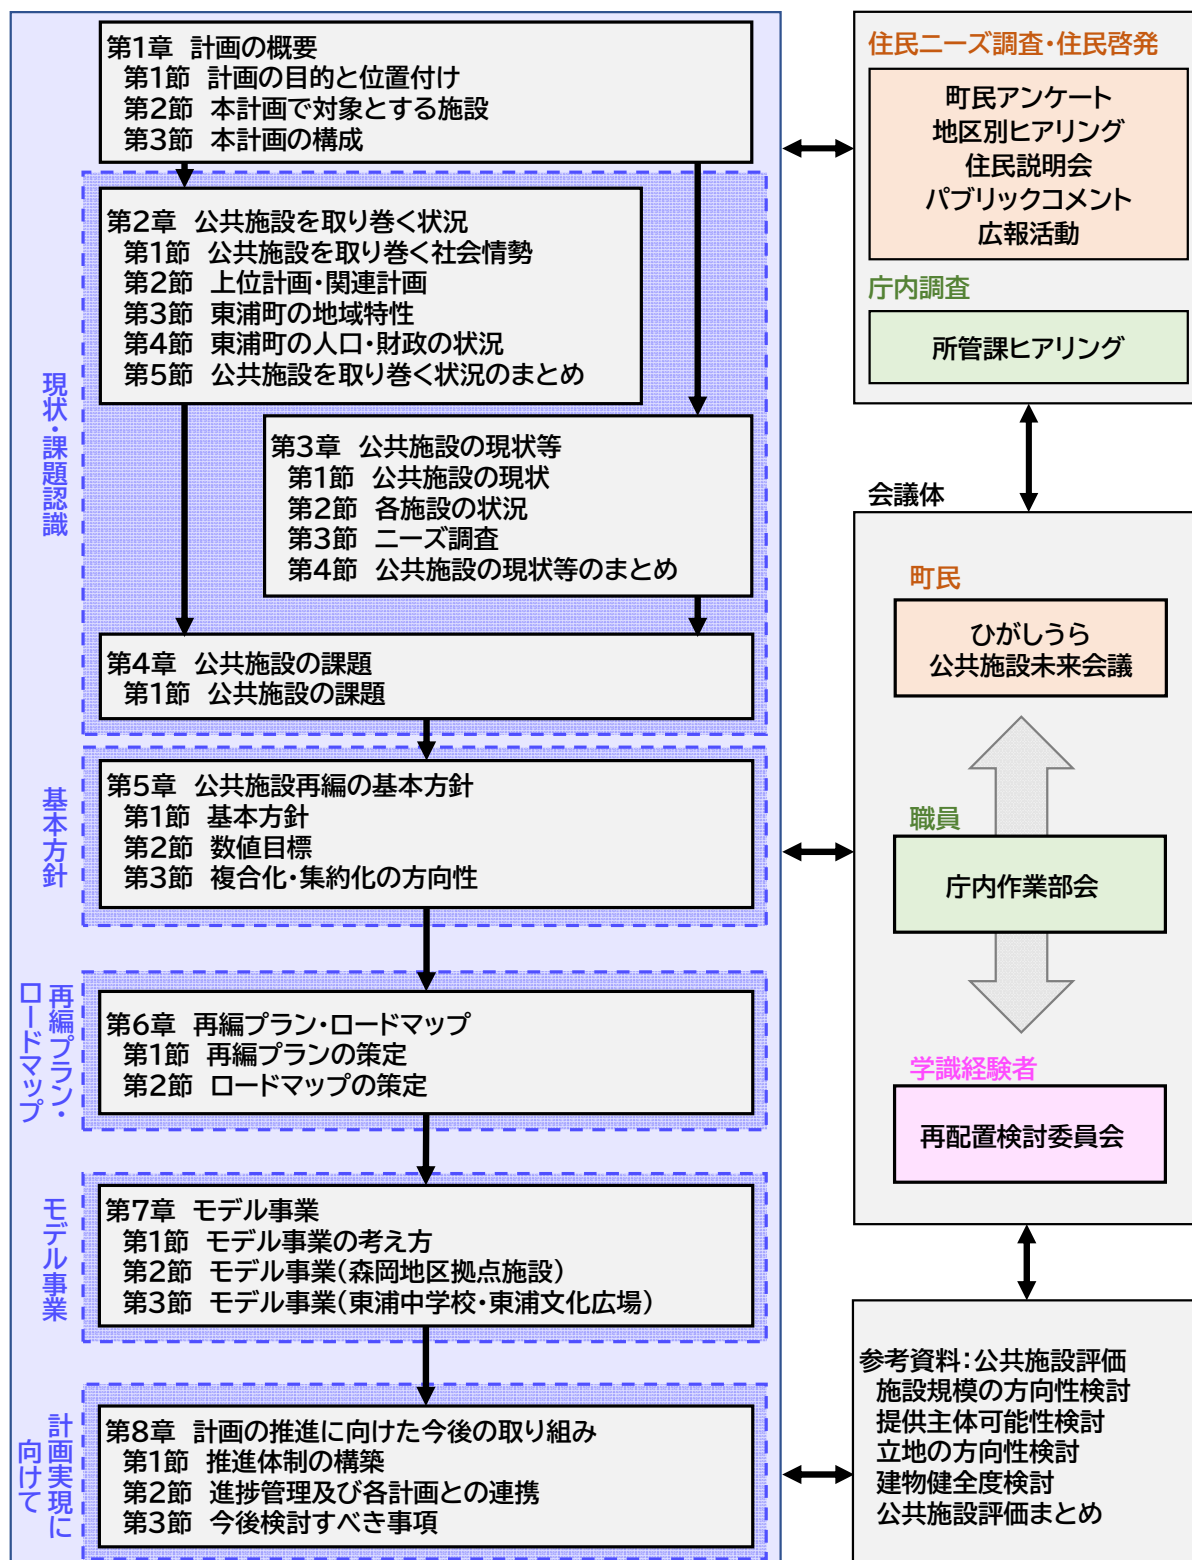 第1章 計画の概要
第1節 計画の目的と位置付け
第2節 本計画で対象とする施設
第3節 本計画の構成
現状・課題認識
第2章 公共施設を取り巻く状況
第1節 公共施設を取り巻く社会情勢
第2節 上位計画・関連計画
第3節 東浦町の地域特性
第4節 東浦町の人口・財政の状況
第5節 公共施設を取り巻く状況のまとめ
第3章 公共施設の現状等
第1節 公共施設の現状
第2節 各施設の状況
第3節 ニーズ調査
第4節 公共施設の現状等のまとめ
第4章 公共施設の課題
第1節 公共施設の課題
基本方針
第5章 公共施設再編の基本方針
第1節 基本方針
第2節 数値目標
第3節 複合化・集約化の方向性
再編プラン・
ロードマップ
第6章 再編プラン・ロードマップ
第1節 再編プランの策定
第2節 ロードマップの策定
モデル事業
第7章 モデル事業
第1節 モデル事業の考え方
第2節 モデル事業(森岡地区拠点施設)
第3節 モデル事業(東浦中学校・東浦文化広場)
計画実現に
向けて
第8章 計画の推進に向けた今後の取り組み
第1節 推進体制の構築
第2節 進捗管理及び各計画との連携
第3節 今後検討すべき事項
住民ニーズ調査・住民啓発
町民アンケート
地区別ヒアリング
住民説明会
パブリックコメント
広報活動
庁内調査
所管課ヒアリング
会議体
町民
ひがしうら
公共施設未来会議
職員
庁内作業部会
学識経験者
再配置検討委員会
参考資料:公共施設評価
施設規模の方向性検討
提供主体可能性検討
立地の方向性検討
建物健全度検討
公共施設評価まとめ